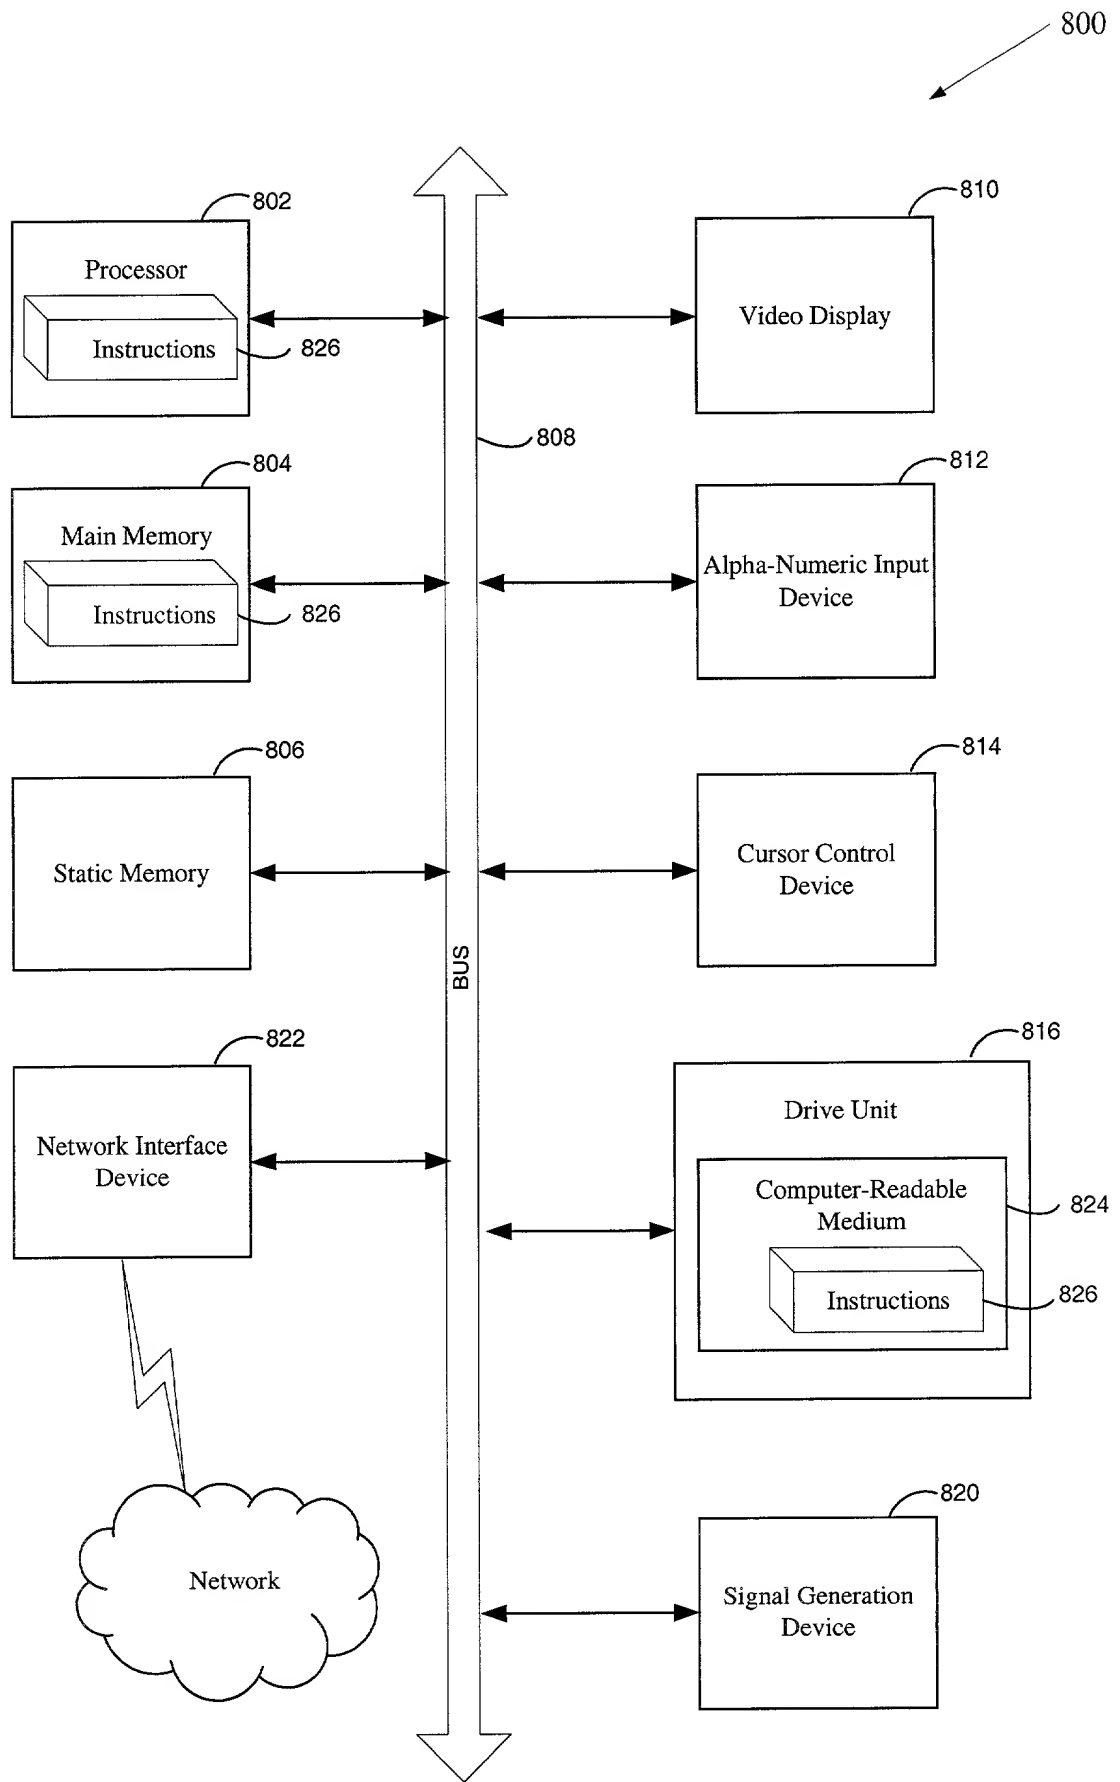 800
802
Processor
Instructions
826
810
Video Display
808
804
Main Memory
Instructions
826
812
Alpha-Numeric Input
Device
806
Static Memory
814
Cursor Control
Device
BUS
822
Network Interface
Device
816
Drive Unit
Computer-Readable
Medium
824
Instructions
826
Network
820
Signal Generation
Device